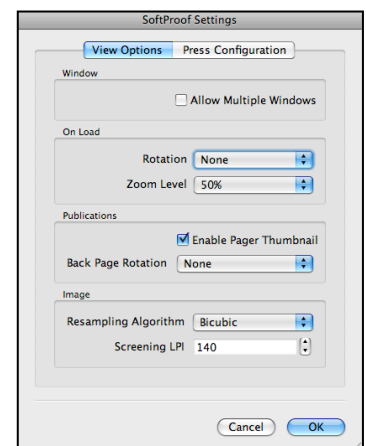 SoftProof Settings
View Options Press Configuration
Window
Allow Multiple Windows
On Load
Rotation None
Zoom Level 50%
Publications
Enable Pager Thumbnail
Back Page Rotation None
Image
Resampling Algorithm Bicubic
Screening LPI 140
Cancel OK